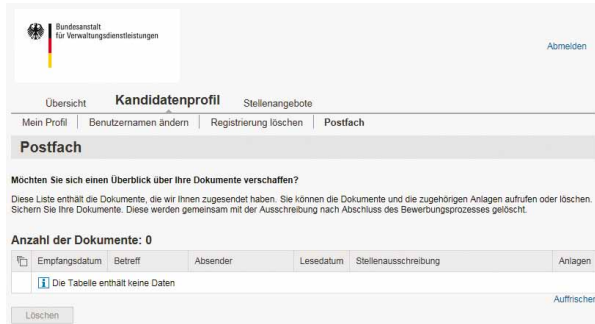 Bundesanstalt
für Verwaltungsdienstleistungen
Abmelden
Übersicht Kandidatenprofil Stellenangebote
Mein Profil Benutzernamen ändern Registrierung löschen Postfach
Postfach
Möchten Sie sich einen Überblick über Ihre Dokumente verschaffen?
Diese Liste enthält die Dokumente, die wir Ihnen zugesendet haben. Sie können die Dokumente und die zugehörigen Anlagen aufrufen oder löschen.
Sichern Sie Ihre Dokumente. Diese werden gemeinsam mit der Ausschreibung nach Abschluss des Bewerbungsprozesses gelöscht.
Anzahl der Dokumente: 0
Empfangsdatum Betreff Absender Lesedatum Stellenausschreibung Anlagen
Die Tabelle enthält keine Daten
Auffrischen
Löschen